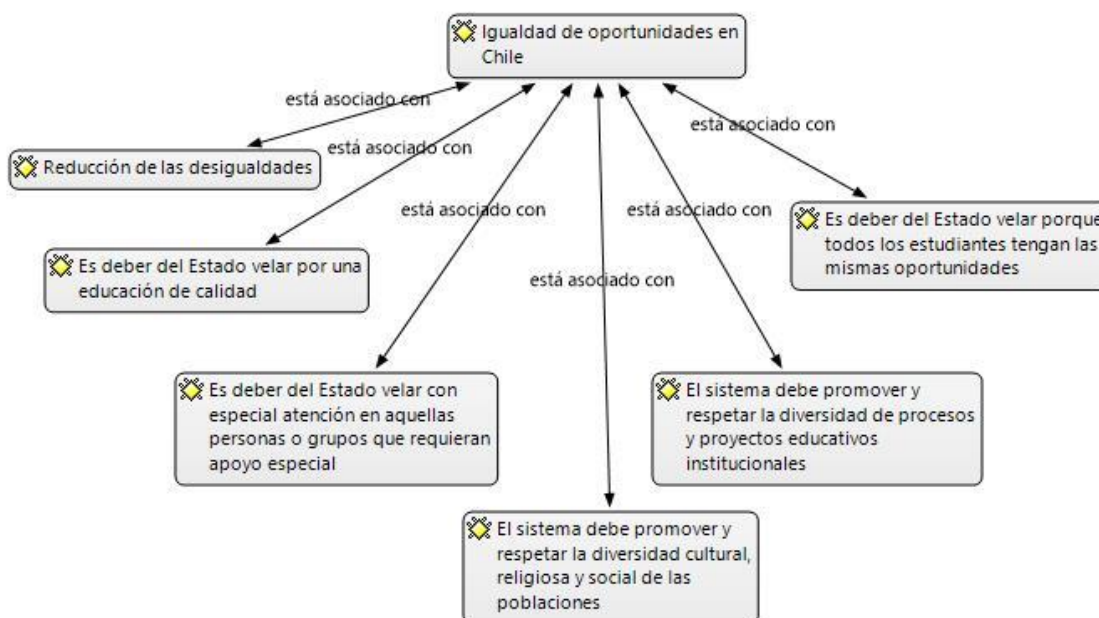 Igualdad de oportunidades en
Chile
está asociado con
está asociado con
está asociado con
Reducción de las desigualdades
está asociado con
está asociado con
Es deber del Estado velar porque
todos los estudiantes tengan las
mismas oportunidades
Es deber del Estado velar por una
educación de calidad
está asociado con
Es deber del Estado velar con
especial atención en aquellas
personas o grupos que requieran
apoyo especial
El sistema debe promover y
respetar la diversidad de procesos
y proyectos educativos
institucionales
El sistema debe promover y
respetar la diversidad cultural,
religiosa y social de las
poblaciones